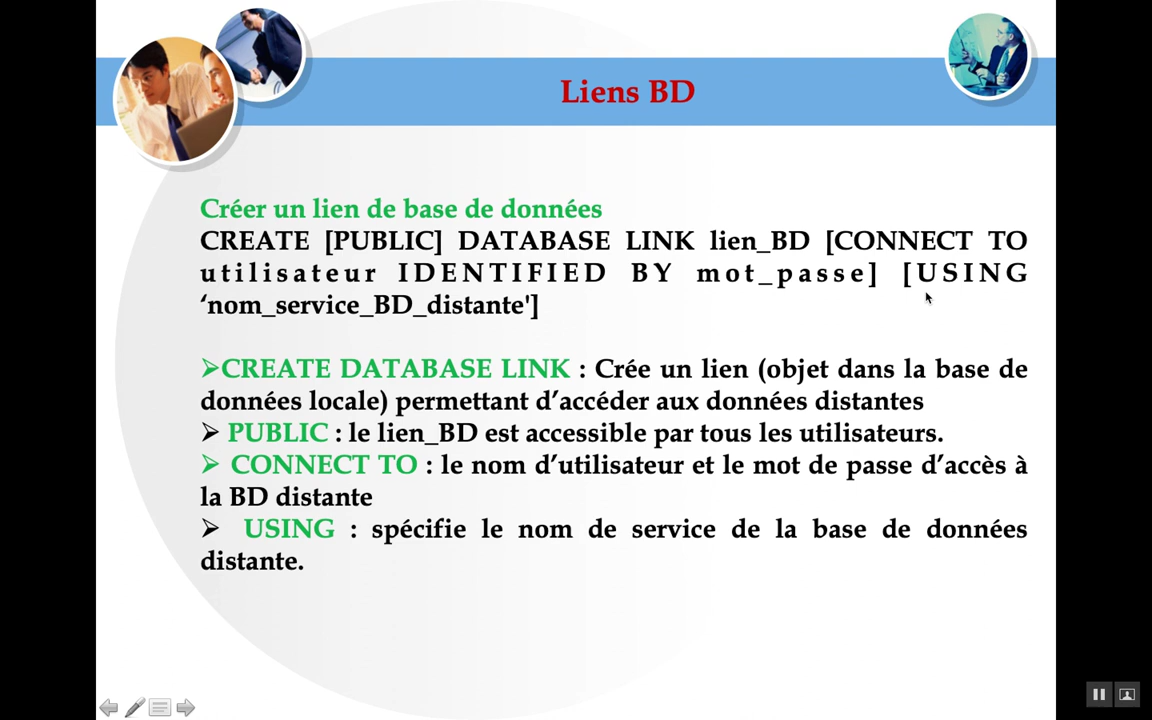 Liens BD
Créer un lien de base de données
CREATE [PUBLIC] DATABASE LINK lien_BD [CONNECT TO
utilisateur IDENTIFIED BY mot_passe] [USING
‘nom_service_BD_distante']
➢CREATE DATABASE LINK : Crée un lien (objet dans la base de
données locale) permettant d’accéder aux données distantes
➢ PUBLIC : le lien_BD est accessible par tous les utilisateurs.
➢ CONNECT TO : le nom d’utilisateur et le mot de passe d’accès à
la BD distante
➢ USING : spécifie le nom de service de la base de données
distante.